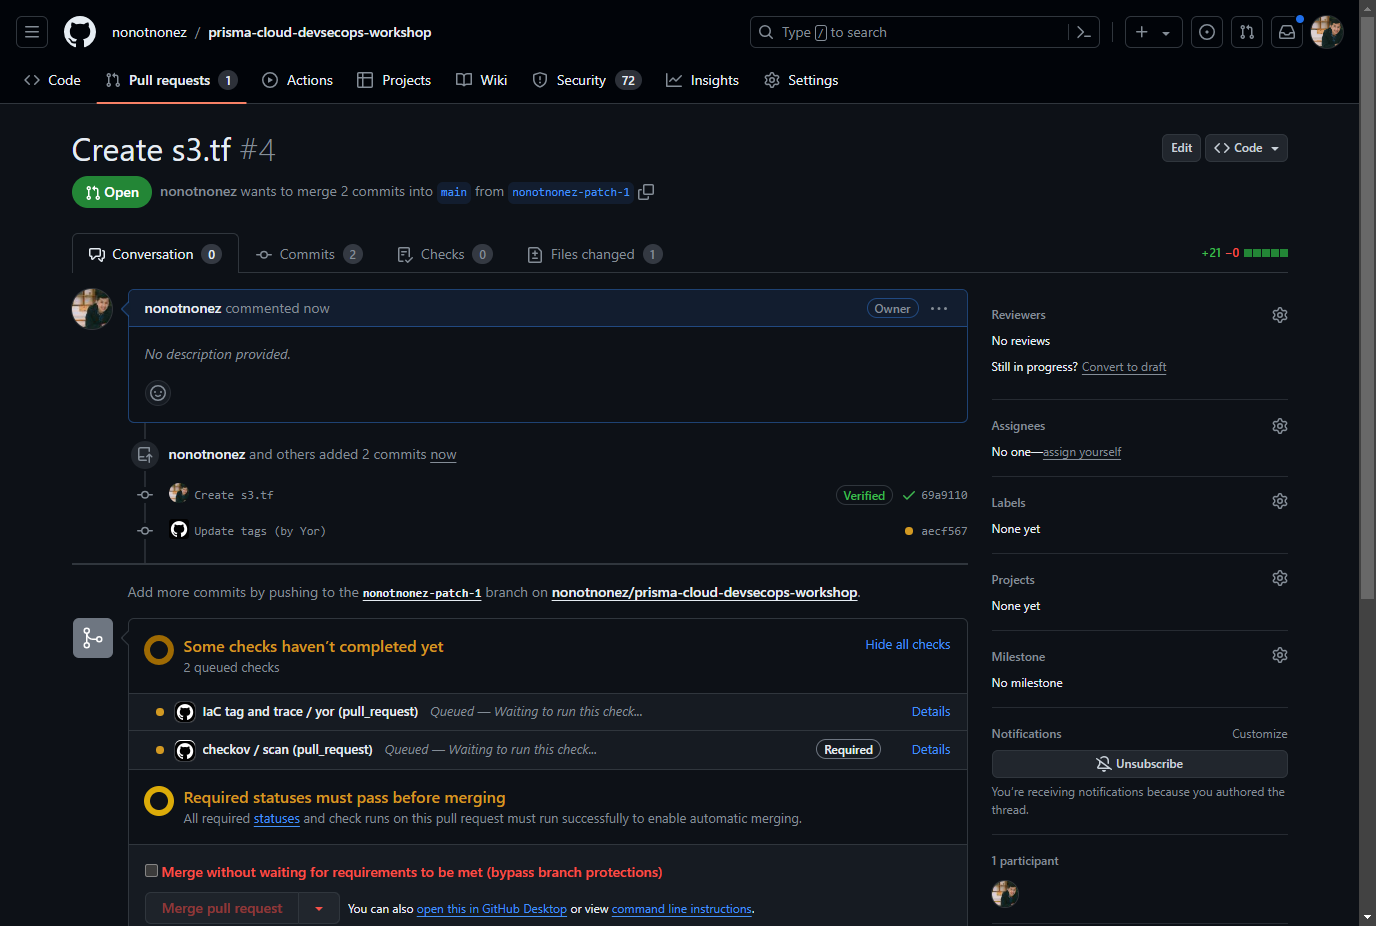 nonotnonez / prisma-cloud-devsecops-workshop
Type / to search
Code
Pull requests 1
Actions
Projects
Wiki
Security 72
Insights
Settings
Create s3.tf #4
Edit
<> Code
Open
nonotnonez wants to merge 2 commits into main from nonotnonez-patch-1
Conversation 0
Commits 2
Checks 0
Files changed 1
+21 −0
nonotnonez commented now
Owner
No description provided.
nonotnonez and others added 2 commits now
Create s3.tf
Verified
69a9110
Update tags (by Yor)
aecf567
Add more commits by pushing to the nonotnonez-patch-1 branch on nonotnonez/prisma-cloud-devsecops-workshop.
Some checks haven't completed yet
Hide all checks
2 queued checks
IaC tag and trace / yor (pull_request) Queued — Waiting to run this check...
Details
checkov / scan (pull_request) Queued — Waiting to run this check...
Required
Details
Required statuses must pass before merging
All required statuses and check runs on this pull request must run successfully to enable automatic merging.
Merge without waiting for requirements to be met (bypass branch protections)
Merge pull request
You can also open this in GitHub Desktop or view command line instructions.
Reviewers
No reviews
Still in progress? Convert to draft
Assignees
No one—assign yourself
Labels
None yet
Projects
None yet
Milestone
No milestone
Notifications
Customize
Unsubscribe
You're receiving notifications because you authored the
thread.
1 participant